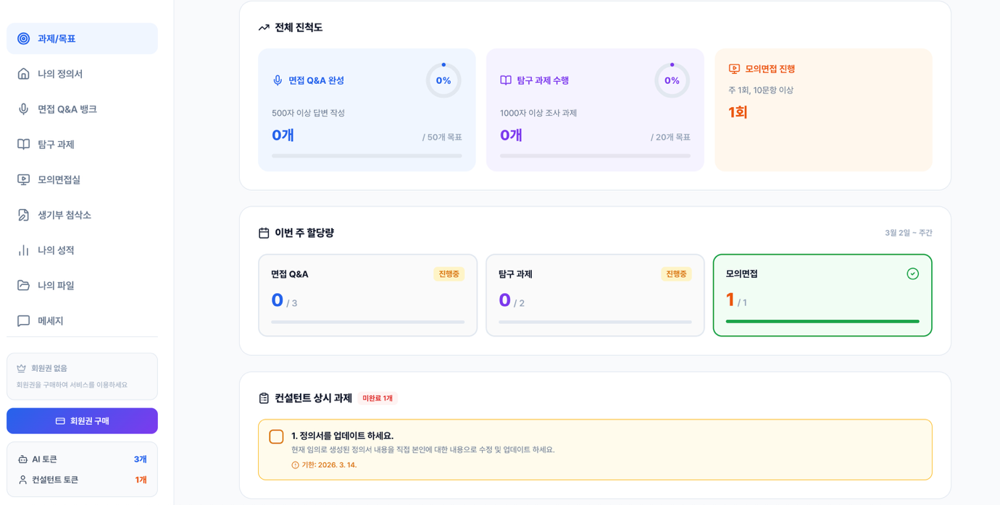 과제/목표
나의 정의서
면접 Q&A 뱅크
탐구 과제
모의면접실
생기부 첨삭소
나의 성적
나의 파일
메세지
회원권 없음
회원권을 구매하여 서비스를 이용하세요
회원권 구매
AI 토큰 3개
컨설턴트 토큰 1개
전체 진척도
면접 Q&A 완성 0%
500자 이상 답변 작성
0개 / 50개 목표
탐구 과제 수행 0%
1000자 이상 조사 과제
0개 / 20개 목표
모의면접 진행
주 1회, 10문항 이상
1회
이번 주 할당량 3월 2일 ~ 주간
면접 Q&A 진행중
0 / 3
탐구 과제 진행중
0 / 2
모의면접
1 / 1
컨설턴트 상시 과제 미완료 1개
1. 정의서를 업데이트 하세요.
현재 임의로 생성된 정의서 내용을 직접 본인에 대한 내용으로 수정 및 업데이트 하세요.
기한: 2026. 3. 14.